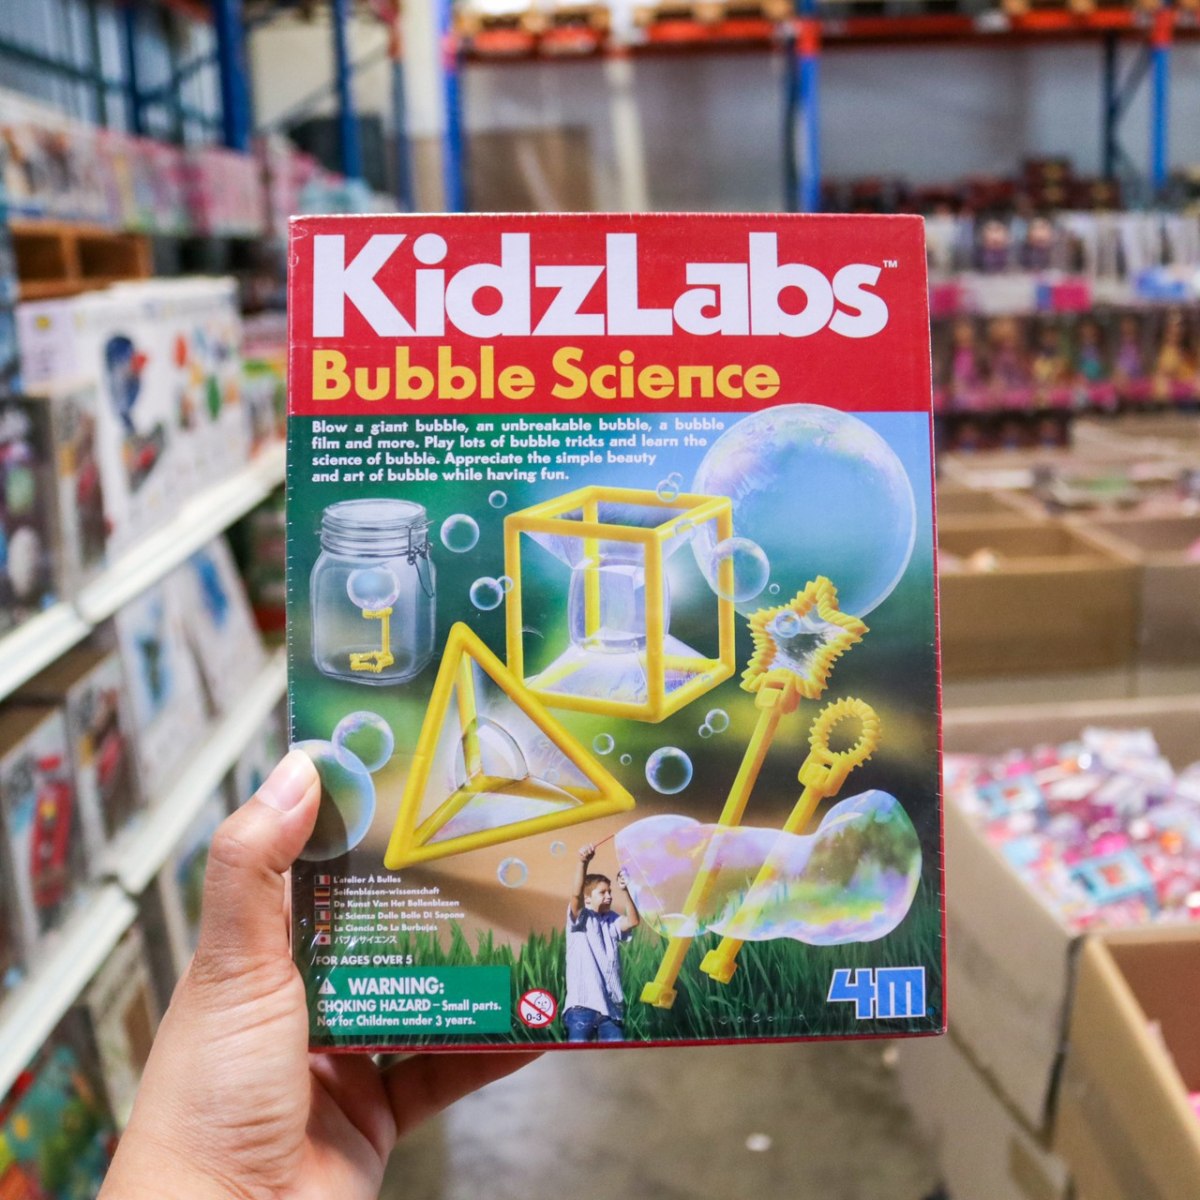 KidzLabs™
Bubble Science
Blow a giant bubble, an unbreakable bubble, a bubble
film and more. Play lots of bubble tricks and learn the
science of bubble. Appreciate the simple beauty
and art of bubble while having fun.
L'atelier À Bulles
Seifenblasen-wissenschaft
De Kunst Van Het Bellenblazen
La Scienza Delle Bolle Di Sapone
La Ciencia De La Burbujas
バブルサイエンス
FOR AGES OVER 5
WARNING:
CHOKING HAZARD – Small parts.
Not for Children under 3 years.
0-3
4M